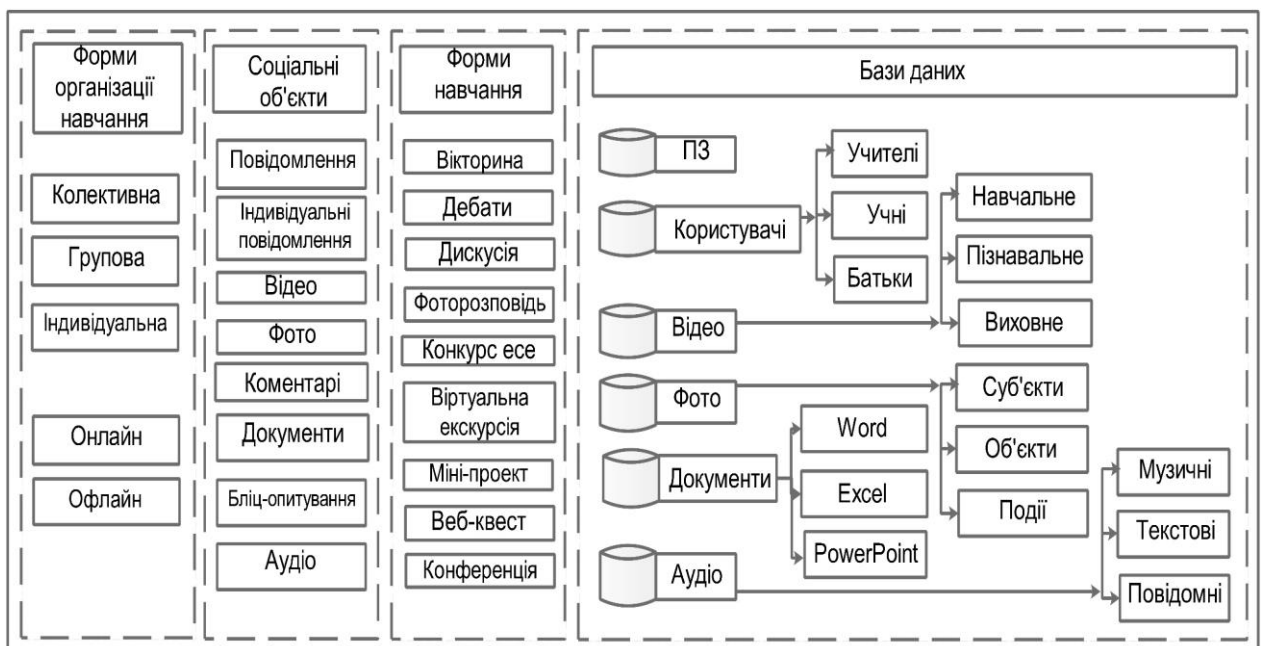 Форми
організації
навчання
Колективна
Групова
Індивідуальна
Онлайн
Офлайн
Соціальні
об'єкти
Повідомлення
Індивідуальні
повідомлення
Відео
Фото
Коментарі
Документи
Бліц-опитування
Аудіо
Форми
навчання
Вікторина
Дебати
Дискусія
Фоторозповідь
Конкурс есе
Віртуальна
екскурсія
Міні-проект
Веб-квест
Конференція
Бази даних
ПЗ
Користувачі
Учителі
Учні
Батьки
Відео
Навчальне
Пізнавальне
Виховне
Фото
Суб'єкти
Об'єкти
Події
Документи
Word
Excel
PowerPoint
Аудіо
Музичні
Текстові
Повідомні